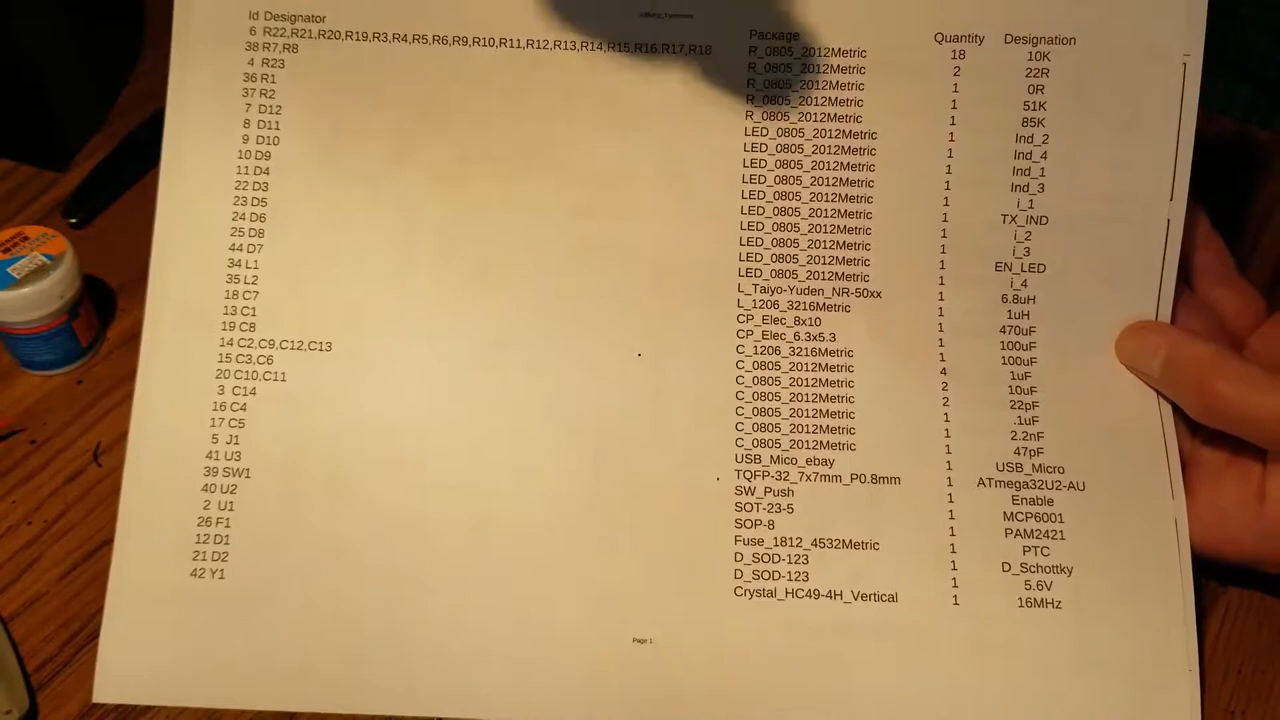 Id Designator Package Quantity Designation
6 R22,R21,R20,R19,R3,R4,R5,R6,R9,R10,R11,R12,R13,R14,R15,R16,R17,R18 R_0805_2012Metric 18 10K
38 R7,R8 R_0805_2012Metric 2 22R
4 R23 R_0805_2012Metric 1 0R
36 R1 R_0805_2012Metric 1 51K
37 R2 R_0805_2012Metric 1 85K
7 D12 LED_0805_2012Metric 1 Ind_2
8 D11 LED_0805_2012Metric 1 Ind_4
9 D10 LED_0805_2012Metric 1 Ind_1
10 D9 LED_0805_2012Metric 1 Ind_3
11 D4 LED_0805_2012Metric 1 i_1
22 D3 LED_0805_2012Metric 1 TX_IND
23 D5 LED_0805_2012Metric 1 i_2
24 D6 LED_0805_2012Metric 1 i_3
25 D8 LED_0805_2012Metric 1 EN_LED
44 D7 LED_0805_2012Metric 1 i_4
34 L1 L_Taiyo-Yuden_NR-50xx 1 6.8uH
35 L2 L_1206_3216Metric 1 1uH
18 C7 CP_Elec_8x10 1 470uF
13 C1 CP_Elec_6.3x5.3 1 100uF
19 C8 C_1206_3216Metric 1 100uF
14 C2,C9,C12,C13 C_0805_2012Metric 4 1uF
15 C3,C6 C_0805_2012Metric 2 10uF
20 C10,C11 C_0805_2012Metric 2 22pF
3 C14 C_0805_2012Metric 1 .1uF
16 C4 C_0805_2012Metric 1 2.2nF
17 C5 C_0805_2012Metric 1 47pF
5 J1 USB_Mico_ebay 1 USB_Micro
41 U3 TQFP-32_7x7mm_P0.8mm 1 ATmega32U2-AU
39 SW1 SW_Push 1 Enable
40 U2 SOT-23-5 1 MCP6001
2 U1 SOP-8 1 PAM2421
26 F1 Fuse_1812_4532Metric 1 PTC
12 D1 D_SOD-123 1 D_Schottky
21 D2 D_SOD-123 1 5.6V
42 Y1 Crystal_HC49-4H_Vertical 1 16MHz
Page 1